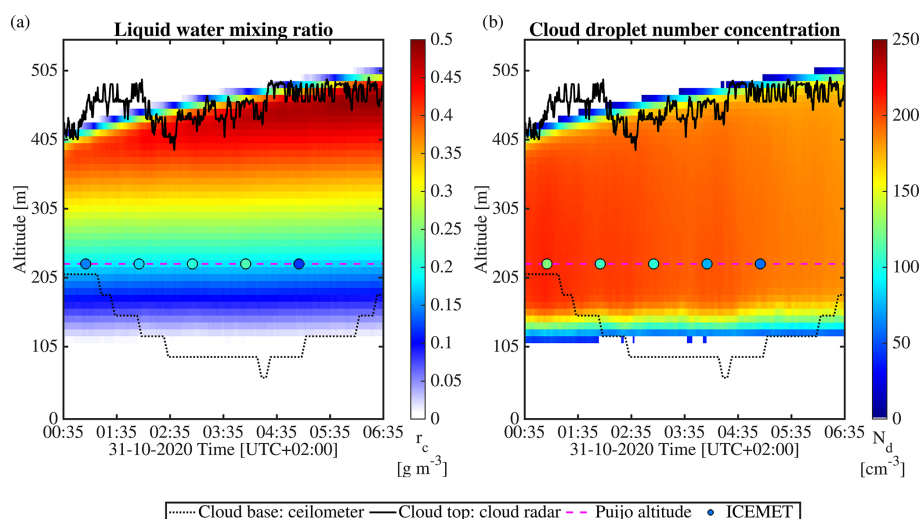 (a)
Liquid water mixing ratio
505
405
305
205
105
0
Altitude [m]
00:35 01:35 02:35 03:35 04:35 05:35 06:35
31-10-2020 Time [UTC+02:00]
0.5
0.45
0.4
0.35
0.3
0.25
0.2
0.15
0.1
0.05
0
r_c
[g m^-3]
(b)
Cloud droplet number concentration
505
405
305
205
105
0
Altitude [m]
00:35 01:35 02:35 03:35 04:35 05:35 06:35
31-10-2020 Time [UTC+02:00]
250
200
150
100
50
0
N_d
[cm^-3]
Cloud base: ceilometer Cloud top: cloud radar Puijo altitude ICEMET